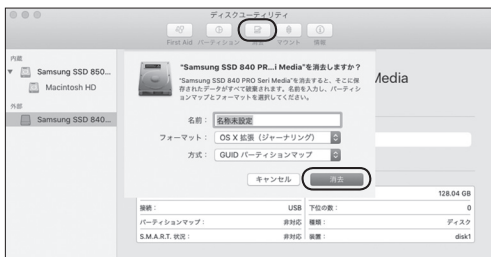 ディスクユーティリティ
First Aid パーティション 消去 マウント 情報
内蔵
Samsung SSD 850...
Macintosh HD
外部
Samsung SSD 840...
"Samsung SSD 840 PR...i Media"を消去しますか？
"Samsung SSD 840 PRO Seri Media"を消去すると、そこに保
存されたデータがすべて破棄されます。名前を入力し、パーティシ
ョンマップとフォーマットを選択してください。
Media
名前： 名称未設定
フォーマット： OS X 拡張（ジャーナリング）
方式： GUID パーティションマップ
キャンセル 消去
128.04 GB
接続： USB 下位の数： 0
パーティションマップ： 非対応 種類： ディスク
S.M.A.R.T. 状況： 非対応 装置： disk1